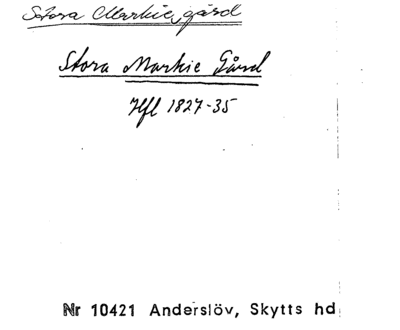 Stora Markie, gård
Stora Markie Gård
Hfl 1827-35
Nr 10421 Anderslöv, Skytts hd